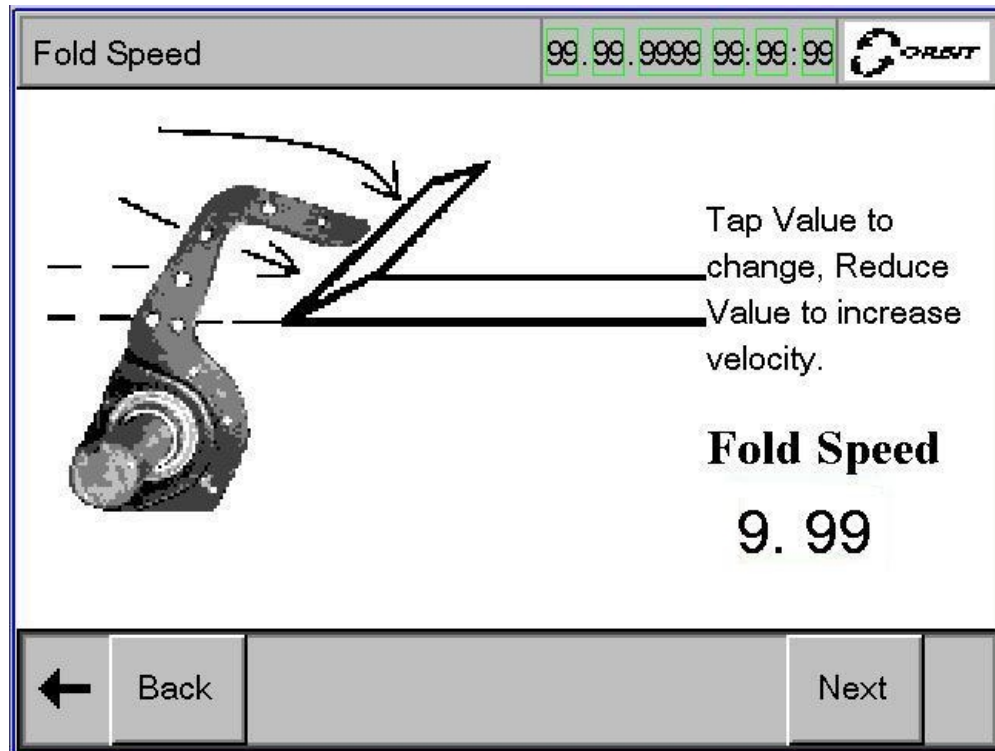 Fold Speed
99.99.9999 99:99:99
ORBIT
Tap Value to
change, Reduce
Value to increase
velocity.
Fold Speed
9.99
Back
Next